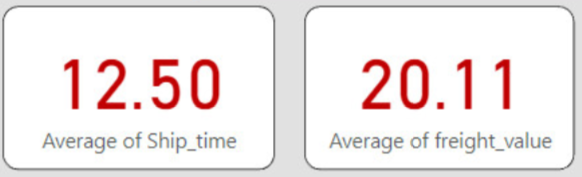 12.50
Average of Ship_time
20.11
Average of freight_value